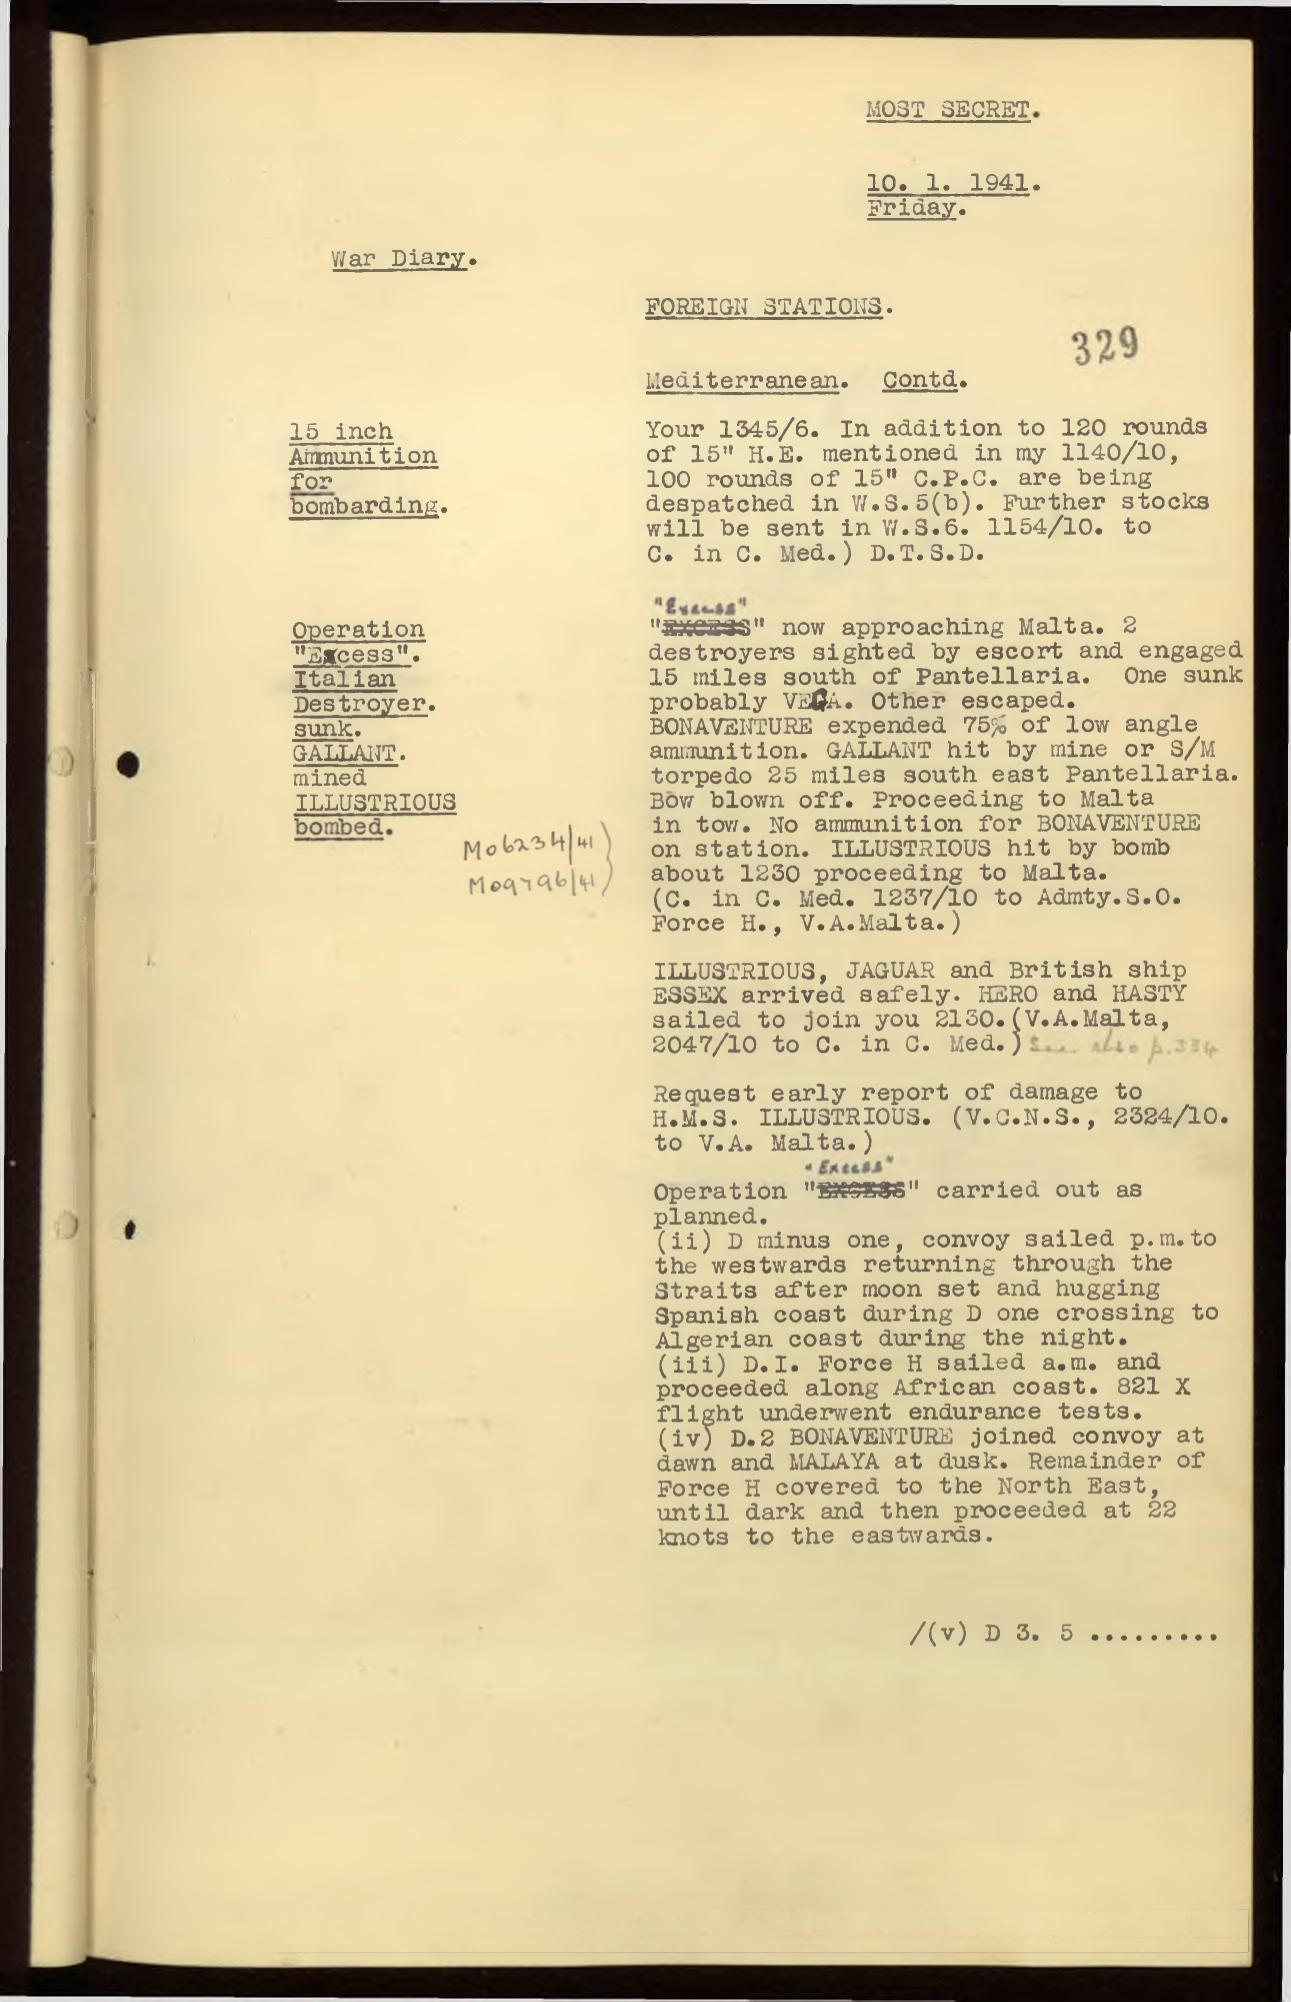 MOST SECRET.
10. 1. 1941.
Friday.
War Diary.
FOREIGN STATIONS.
329
Mediterranean. Contd.
15 inch
Ammunition
for
bombarding.
Your 1345/6. In addition to 120 rounds
of 15" H.E. mentioned in my 1140/10,
100 rounds of 15" C.P.C. are being
despatched in W.S.5(b). Further stocks
will be sent in W.S.6. 1154/10. to
C. in C. Med.) D.T.S.D.
Operation
"Excess".
Italian
Destroyer.
sunk.
GALLANT.
mined
ILLUSTRIOUS
bombed.
M06234/41)
M09796/41)
"Excess"
"EXCESS" now approaching Malta. 2
destroyers sighted by escort and engaged
15 miles south of Pantellaria. One sunk
probably VEGA. Other escaped.
BONAVENTURE expended 75% of low angle
ammunition. GALLANT hit by mine or S/M
torpedo 25 miles south east Pantellaria.
Bow blown off. Proceeding to Malta
in tow. No ammunition for BONAVENTURE
on station. ILLUSTRIOUS hit by bomb
about 1230 proceeding to Malta.
(C. in C. Med. 1237/10 to Admty.S.O.
Force H., V.A.Malta.)
ILLUSTRIOUS, JAGUAR and British ship
ESSEX arrived safely. HERO and HASTY
sailed to join you 2130.(V.A.Malta,
2047/10 to C. in C. Med.) See also p.334
Request early report of damage to
H.M.S. ILLUSTRIOUS. (V.C.N.S., 2324/10.
to V.A. Malta.)
"Excess"
Operation "EXCESS" carried out as
planned.
(ii) D minus one, convoy sailed p.m.to
the westwards returning through the
Straits after moon set and hugging
Spanish coast during D one crossing to
Algerian coast during the night.
(iii) D.I. Force H sailed a.m. and
proceeded along African coast. 821 X
flight underwent endurance tests.
(iv) D.2 BONAVENTURE joined convoy at
dawn and MALAYA at dusk. Remainder of
Force H covered to the North East,
until dark and then proceeded at 22
knots to the eastwards.
/(v) D 3. 5 .........